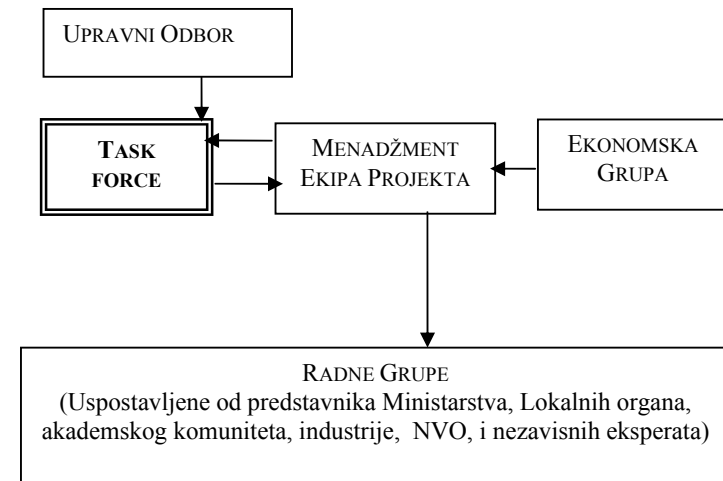 UPRAVNI ODBOR
TASK
FORCE
MENADŽMENT
EKIPA PROJEKTA
EKONOMSKA
GRUPA
RADNE GRUPE
(Uspostavljene od predstavnika Ministarstva, Lokalnih organa,
akademskog komuniteta, industrije, NVO, i nezavisnih eksperata)